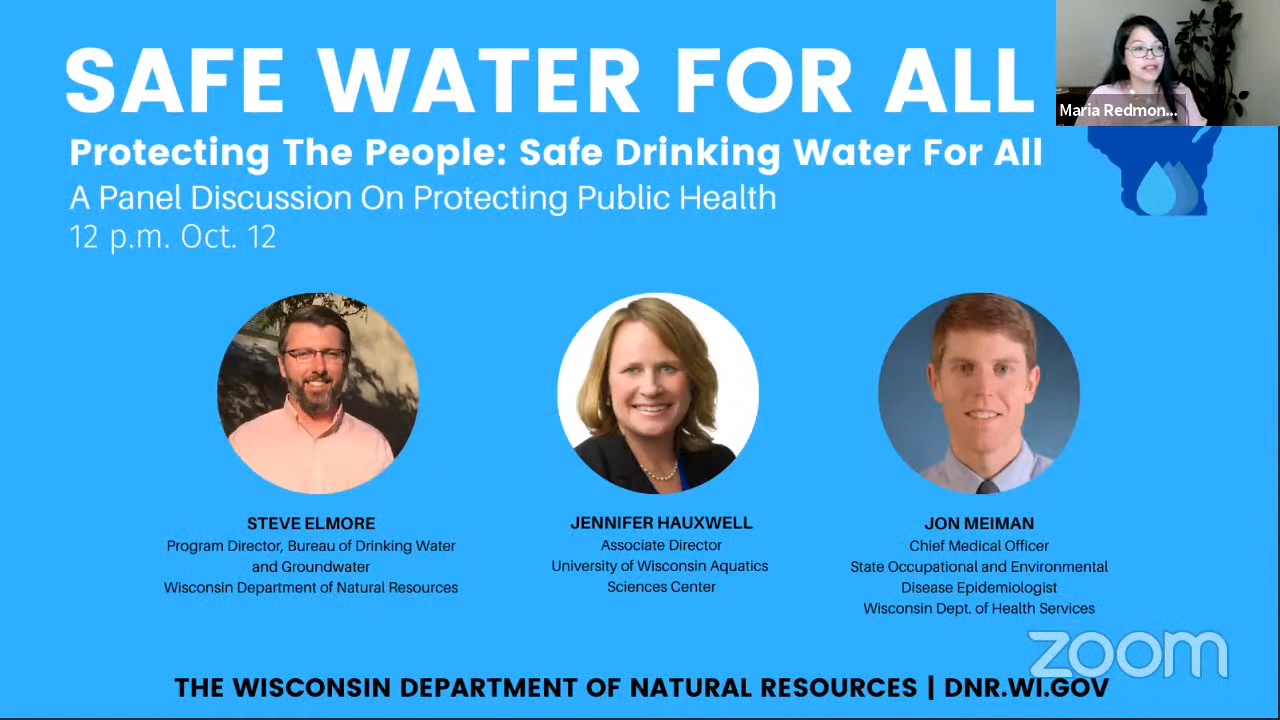 SAFE WATER FOR ALL
Maria Redmon...
Protecting The People: Safe Drinking Water For All
A Panel Discussion On Protecting Public Health
12 p.m. Oct. 12
STEVE ELMORE
Program Director, Bureau of Drinking Water
and Groundwater
Wisconsin Department of Natural Resources
JENNIFER HAUXWELL
Associate Director
University of Wisconsin Aquatics
Sciences Center
JON MEIMAN
Chief Medical Officer
State Occupational and Environmental
Disease Epidemiologist
Wisconsin Dept. of Health Services
zoom
THE WISCONSIN DEPARTMENT OF NATURAL RESOURCES | DNR.WI.GOV